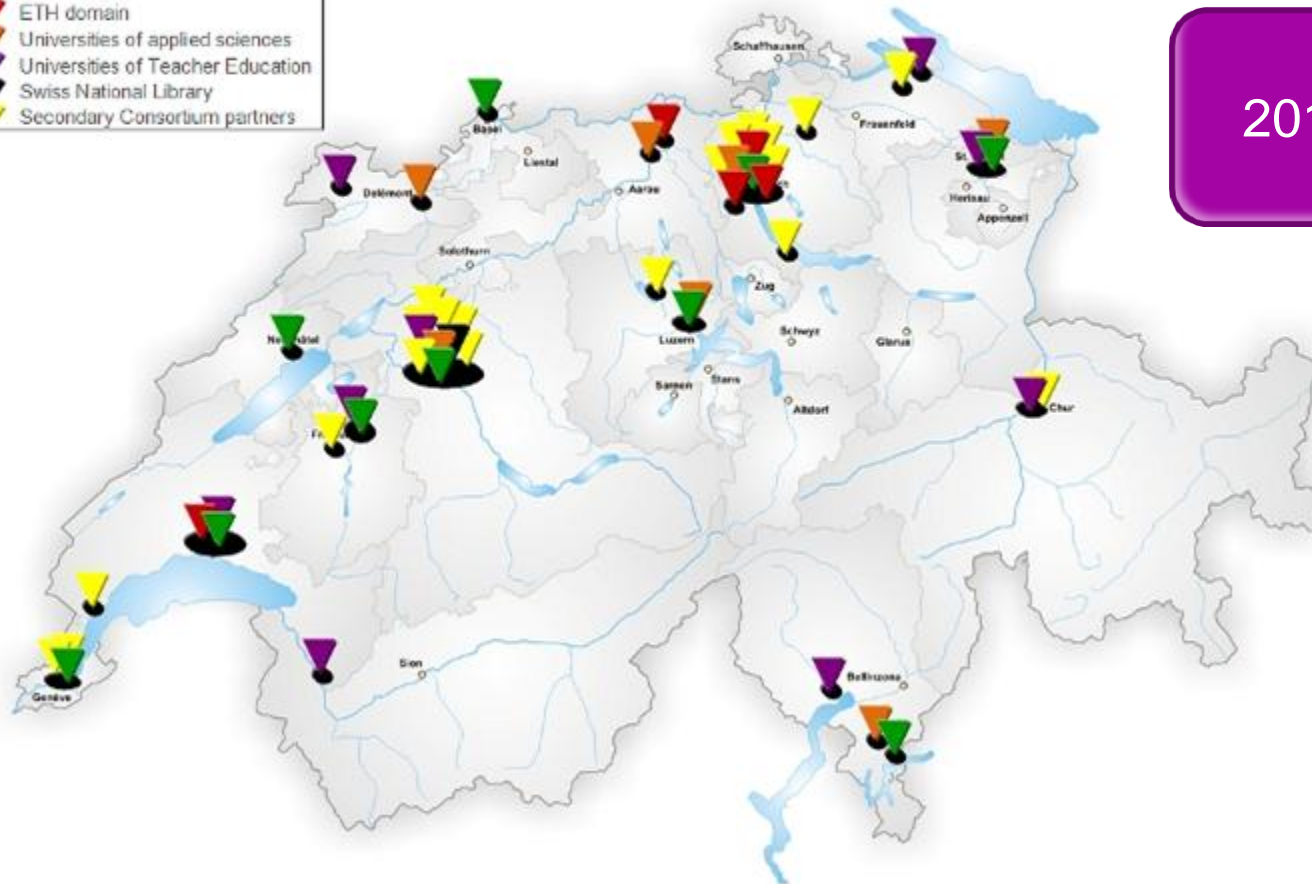 ETH domain
Universities of applied sciences
Universities of Teacher Education
Swiss National Library
Secondary Consortium partners
201
Schaffhausen
Basel
Frauenfeld
Liestal
St.
Delémont
Aarau
Herisau
Appenzell
Solothurn
Zug
Schwyz
Glarus
Luzern
Stans
Sarnen
Altdorf
Chur
Sion
Bellinzona
Genève